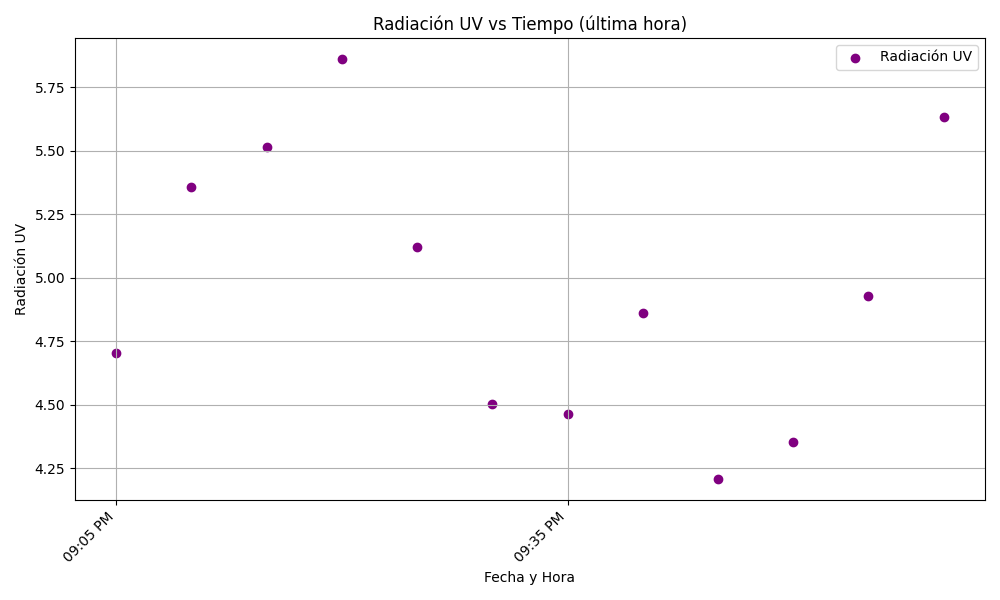 Radiación UV vs Tiempo (última hora)
Radiación UV
5.75
5.50
5.25
5.00
4.75
4.50
4.25
Radiación UV
09:05 PM
09:35 PM
Fecha y Hora